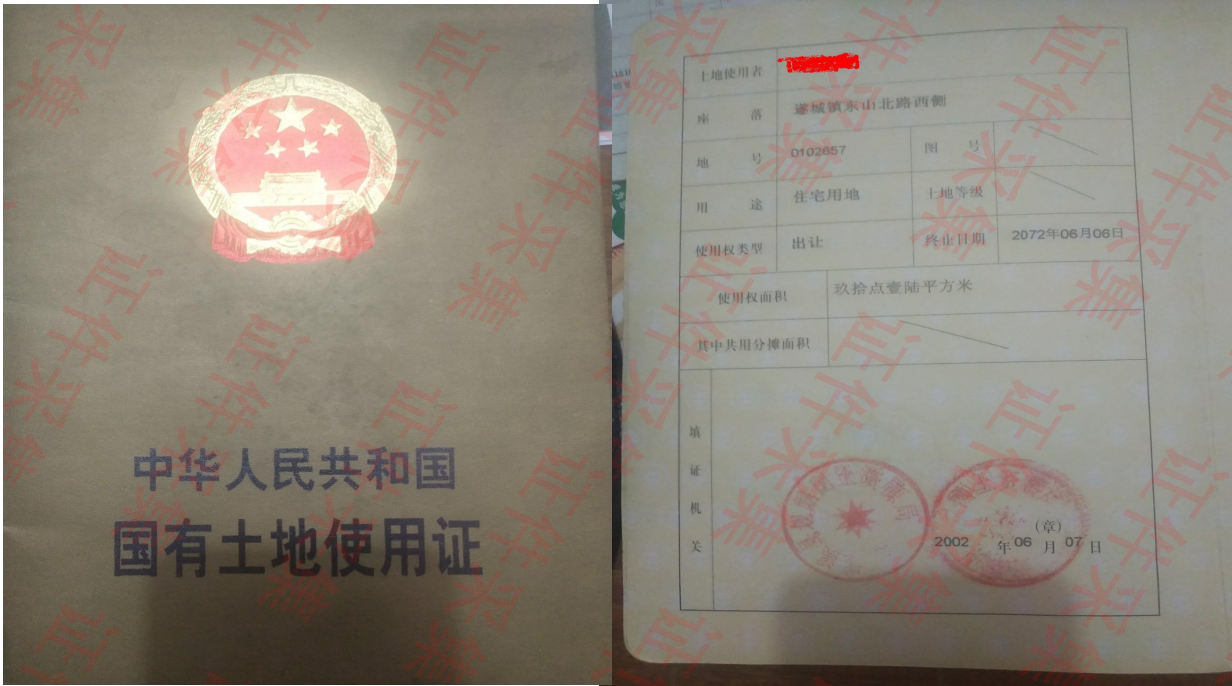 中华人民共和国
国有土地使用证
土地使用者
座落 遂城镇东山北路西侧
地号 0102657 图号
用途 住宅用地 土地等级
使用权类型 出让 终止日期 2072年06月06日
使用权面积 玖拾点壹陆平方米
其中共用分摊面积
填证机关
(章)
2002 年 06 月 07 日
证件采集